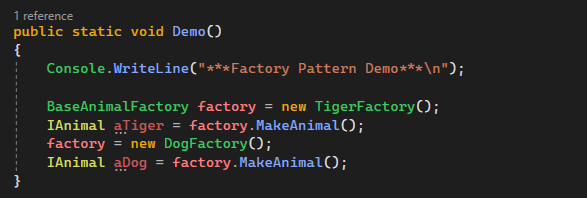 1 reference
public static void Demo()
{
    Console.WriteLine("***Factory Pattern Demo***\n");

    BaseAnimalFactory factory = new TigerFactory();
    IAnimal aTiger = factory.MakeAnimal();
    factory = new DogFactory();
    IAnimal aDog = factory.MakeAnimal();
}